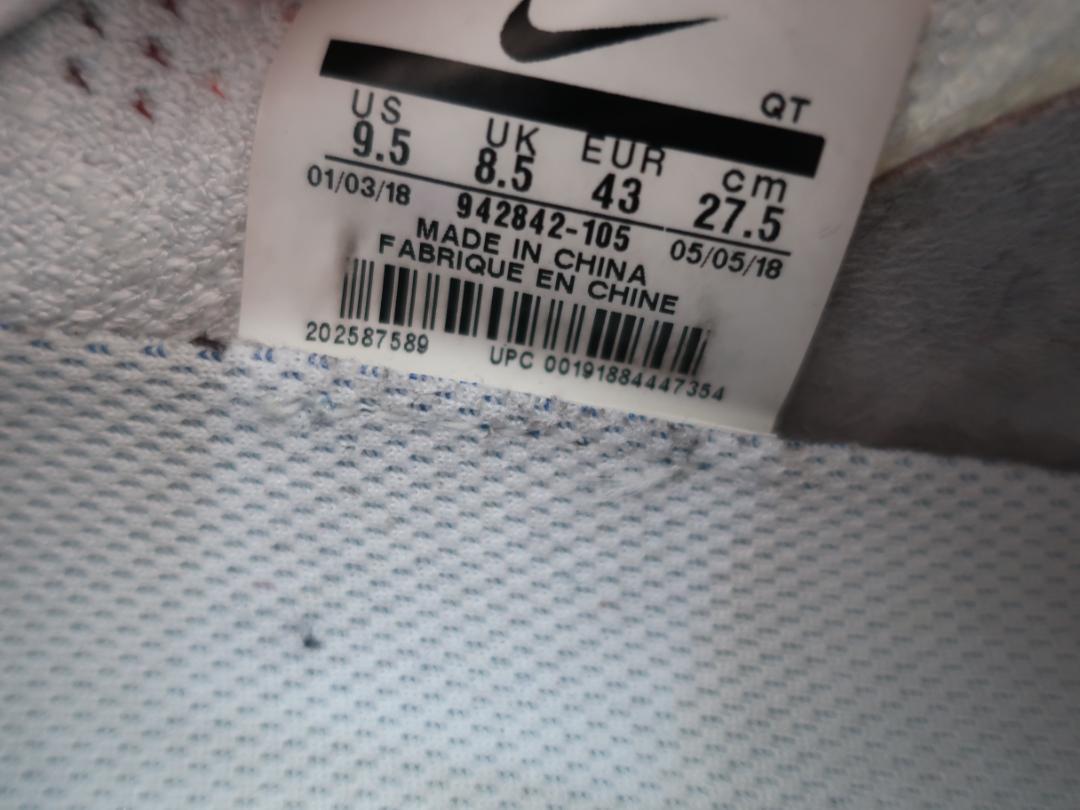 QT
US UK EUR cm
9.5 8.5 43 27.5
01/03/18 942842-105 05/05/18
MADE IN CHINA
FABRIQUE EN CHINE
202587589 UPC 00191884447354